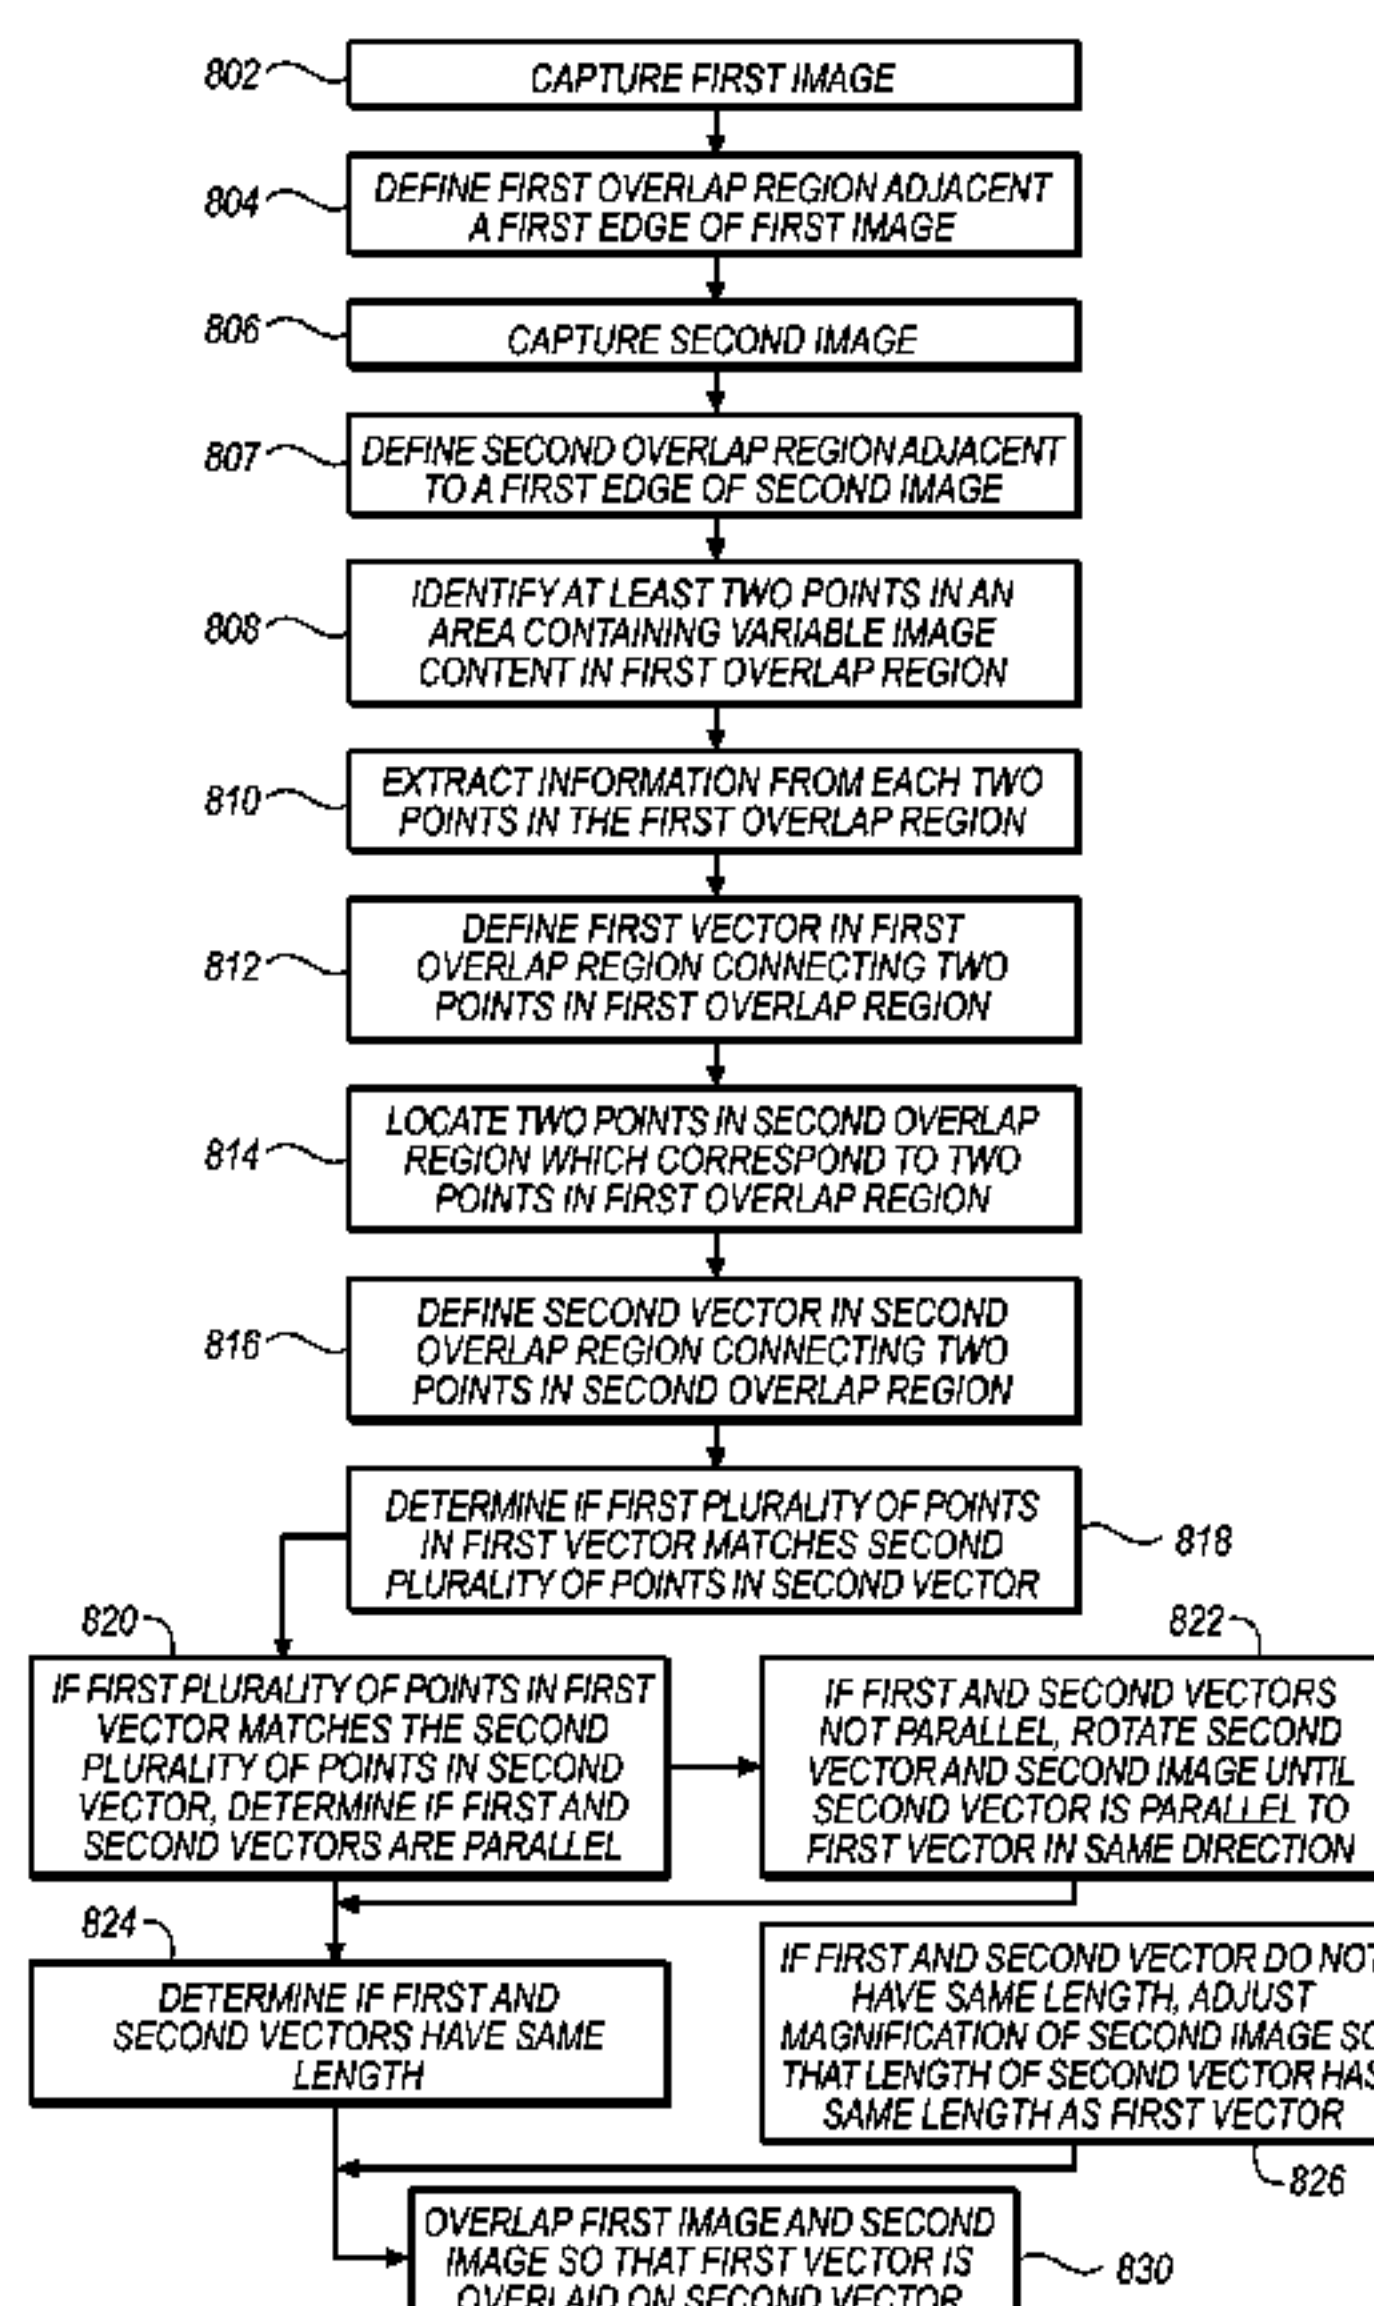 802
CAPTURE FIRST IMAGE
804
DEFINE FIRST OVERLAP REGION ADJACENT
A FIRST EDGE OF FIRST IMAGE
806
CAPTURE SECOND IMAGE
807
DEFINE SECOND OVERLAP REGION ADJACENT
TO A FIRST EDGE OF SECOND IMAGE
808
IDENTIFY AT LEAST TWO POINTS IN AN
AREA CONTAINING VARIABLE IMAGE
CONTENT IN FIRST OVERLAP REGION
810
EXTRACT INFORMATION FROM EACH TWO
POINTS IN THE FIRST OVERLAP REGION
812
DEFINE FIRST VECTOR IN FIRST
OVERLAP REGION CONNECTING TWO
POINTS IN FIRST OVERLAP REGION
814
LOCATE TWO POINTS IN SECOND OVERLAP
REGION WHICH CORRESPOND TO TWO
POINTS IN FIRST OVERLAP REGION
816
DEFINE SECOND VECTOR IN SECOND
OVERLAP REGION CONNECTING TWO
POINTS IN SECOND OVERLAP REGION
DETERMINE IF FIRST PLURALITY OF POINTS
IN FIRST VECTOR MATCHES SECOND
PLURALITY OF POINTS IN SECOND VECTOR
818
820
IF FIRST PLURALITY OF POINTS IN FIRST
VECTOR MATCHES THE SECOND
PLURALITY OF POINTS IN SECOND
VECTOR, DETERMINE IF FIRST AND
SECOND VECTORS ARE PARALLEL
822
IF FIRST AND SECOND VECTORS
NOT PARALLEL, ROTATE SECOND
VECTOR AND SECOND IMAGE UNTIL
SECOND VECTOR IS PARALLEL TO
FIRST VECTOR IN SAME DIRECTION
824
DETERMINE IF FIRST AND
SECOND VECTORS HAVE SAME
LENGTH
IF FIRST AND SECOND VECTOR DO NOT
HAVE SAME LENGTH, ADJUST
MAGNIFICATION OF SECOND IMAGE SO
THAT LENGTH OF SECOND VECTOR HAS
SAME LENGTH AS FIRST VECTOR
826
OVERLAP FIRST IMAGE AND SECOND
IMAGE SO THAT FIRST VECTOR IS
OVERLAID ON SECOND VECTOR
830